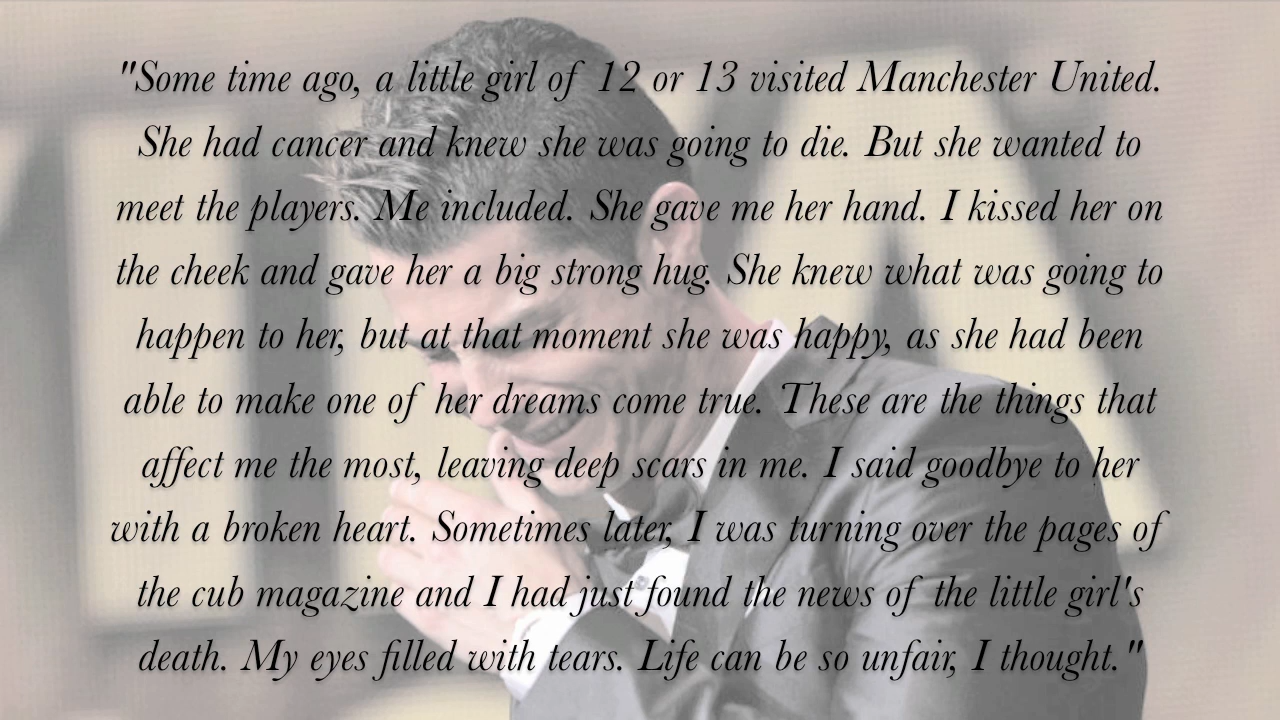 "Some time ago, a little girl of 12 or 13 visited Manchester United.
She had cancer and knew she was going to die. But she wanted to
meet the players. Me included. She gave me her hand. I kissed her on
the cheek and gave her a big strong hug. She knew what was going to
happen to her, but at that moment she was happy, as she had been
able to make one of her dreams come true. These are the things that
affect me the most, leaving deep scars in me. I said goodbye to her
with a broken heart. Sometimes later, I was turning over the pages of
the cub magazine and I had just found the news of the little girl's
death. My eyes filled with tears. Life can be so unfair, I thought."